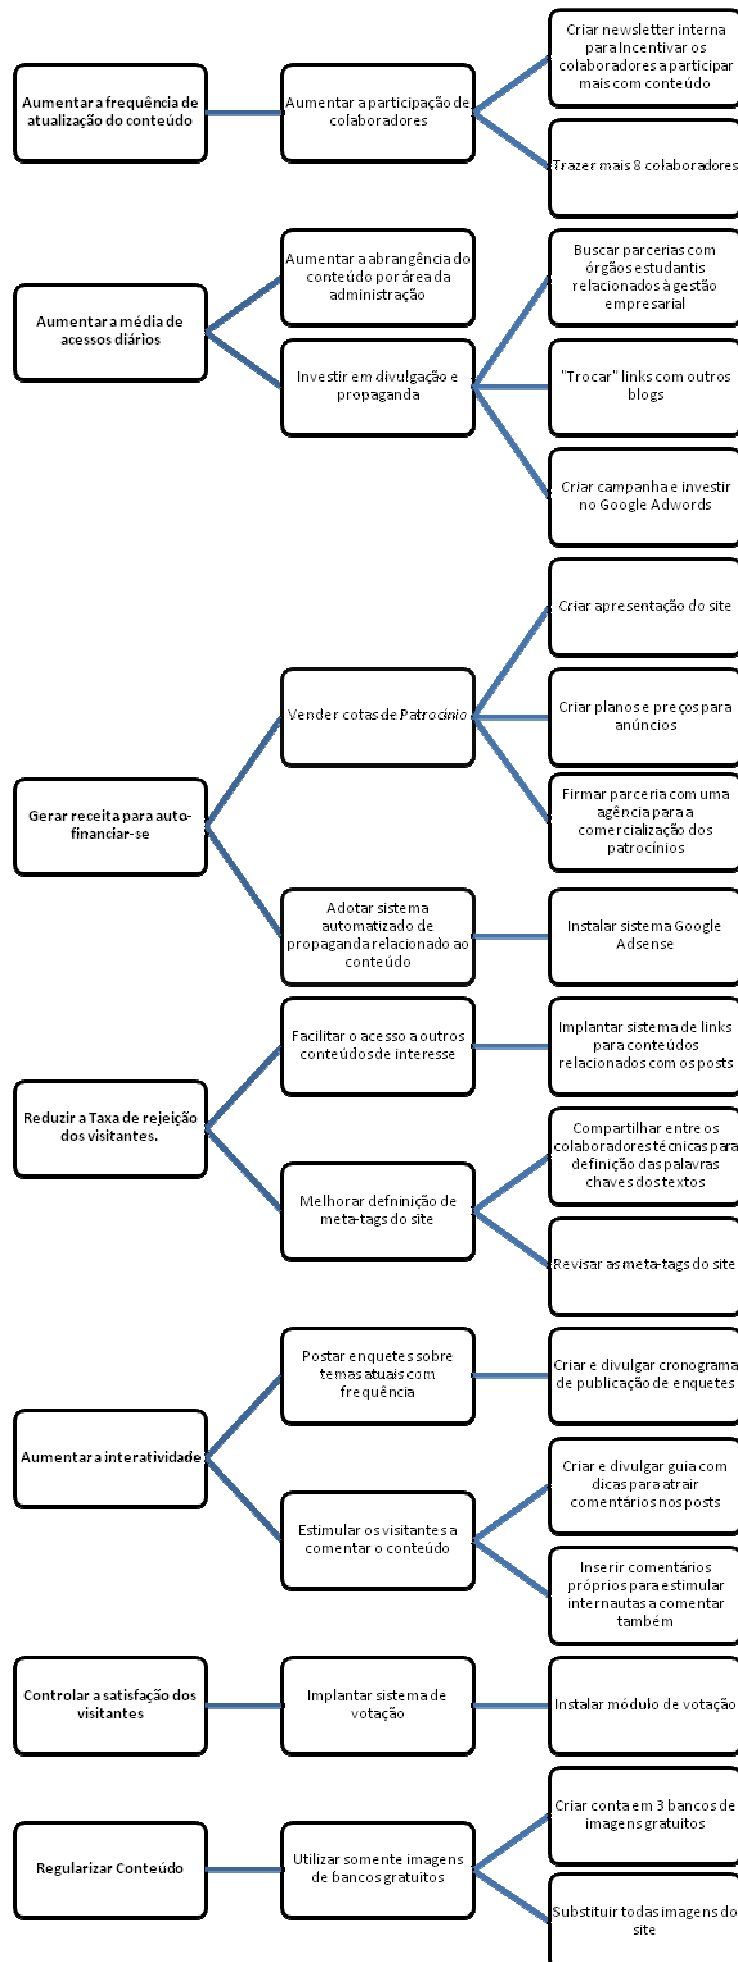 Aumentar a frequência de
atualização do conteúdo
Aumentar a participação de
colaboradores
Criar newsletter interna
para Incentivar os
colaboradores a participar
mais com conteúdo
Trazer mais 8 colaboradores
Aumentar a média de
acessos diários
Aumentar a abrangência do
conteúdo por área da
administração
Investir em divulgação e
propaganda
Buscar parcerias com
órgãos estudantis
relacionados à gestão
empresarial
"Trocar" links com outros
blogs
Criar campanha e investir
no Google Adwords
Gerar receita para auto-
financiar-se
Vender cotas de Patrocínio
Criar apresentação do site
Criar planos e preços para
anúncios
Firmar parceria com uma
agência para a
comercialização dos
patrocínios
Adotar sistema
automatizado de
propaganda relacionado ao
conteúdo
Instalar sistema Google
Adsense
Reduzir a Taxa de rejeição
dos visitantes.
Facilitar o acesso a outros
conteúdos de interesse
Implantar sistema de links
para conteúdos
relacionados com os posts
Melhorar defninição de
meta-tags do site
Compartilhar entre os
colaboradores técnicas para
definição das palavras
chaves dos textos
Revisar as meta-tags do site
Aumentar a interatividade
Postar enquetes sobre
temas atuais com
frequência
Criar e divulgar cronograma
de publicação de enquetes
Estimular os visitantes a
comentar o conteúdo
Criar e divulgar guia com
dicas para atrair
comentários nos posts
Inserir comentários
próprios para estimular
internautas a comentar
também
Controlar a satisfação dos
visitantes
Implantar sistema de
votação
Instalar módulo de votação
Regularizar Conteúdo
Utilizar somente imagens
de bancos gratuitos
Criar conta em 3 bancos de
imagens gratuitos
Substituir todas imagens do
site